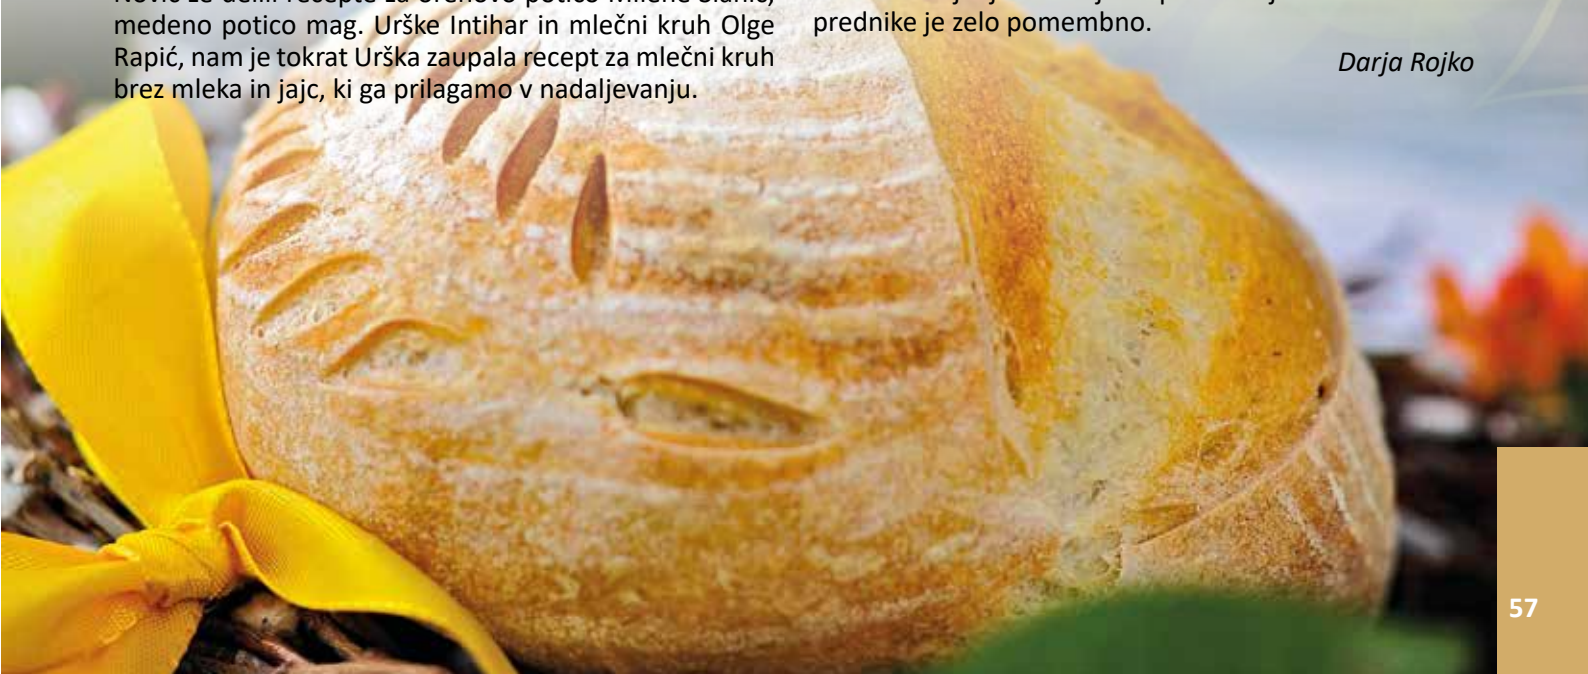 medeno potico mag. Urške Intihar in mlečni kruh Olge
Rapić, nam je tokrat Urška zaupala recept za mlečni kruh
brez mleka in jajc, ki ga prilagamo v nadaljevanju.
prednike je zelo pomembno.
Darja Rojko
57